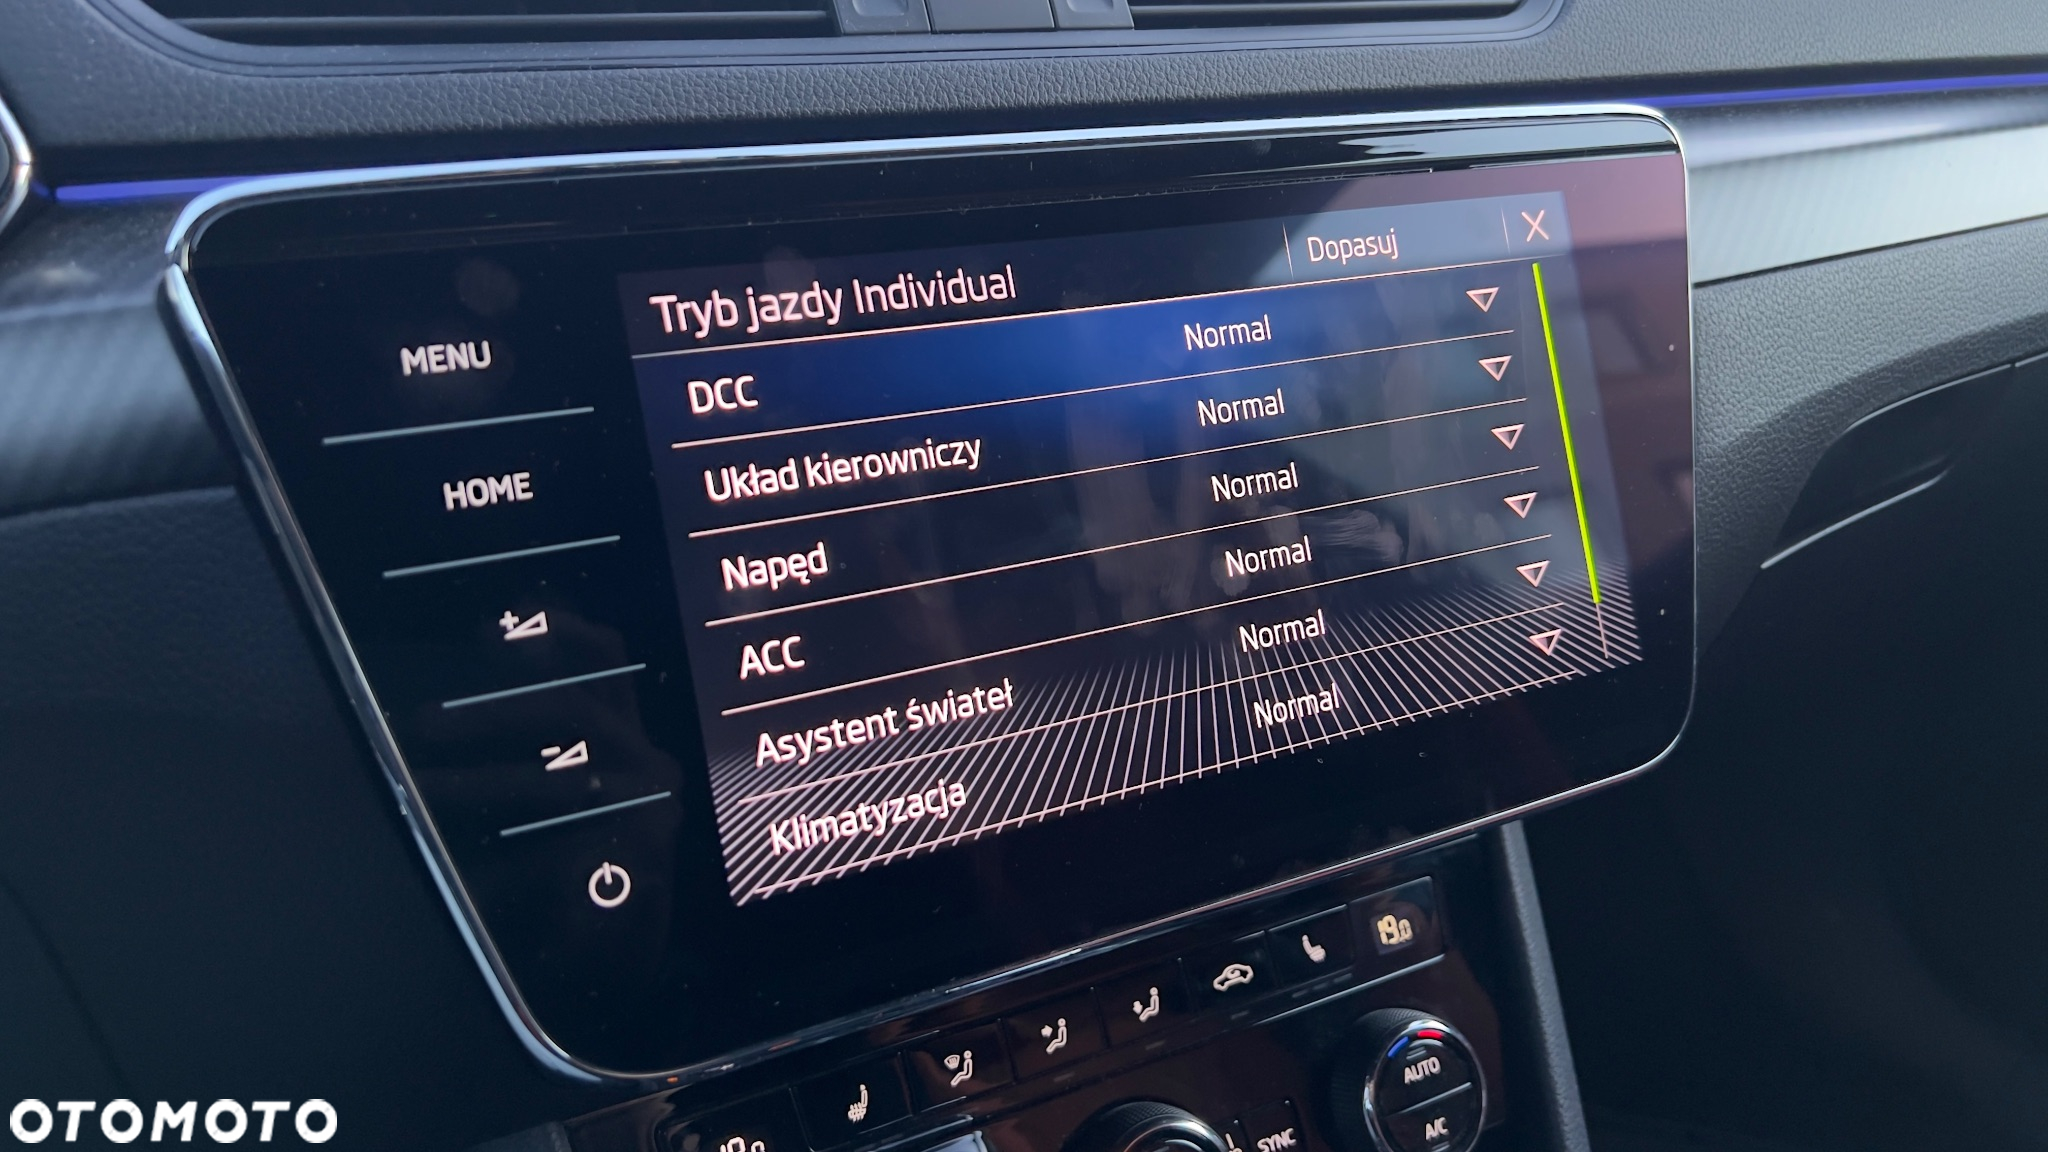 Dopasuj X
Tryb jazdy Individual
DCC Normal
Układ kierowniczy Normal
Napęd Normal
ACC Normal
Asystent świateł Normal
Klimatyzacja Normal
MENU
HOME
19.0
AUTO
A/C
SYNC
OTOMOTO